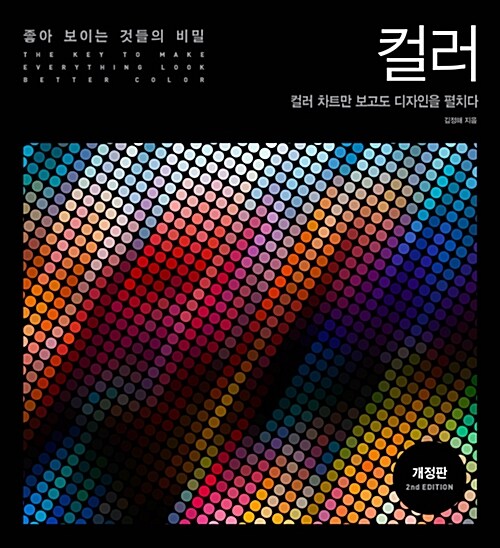 좋아 보이는 것들의 비밀
THE KEY TO MAKE
EVERYTHING LOOK
BETTER COLOR
컬러
컬러 차트만 보고도 디자인을 펼치다
김정해 지음
개정판
2nd EDITION